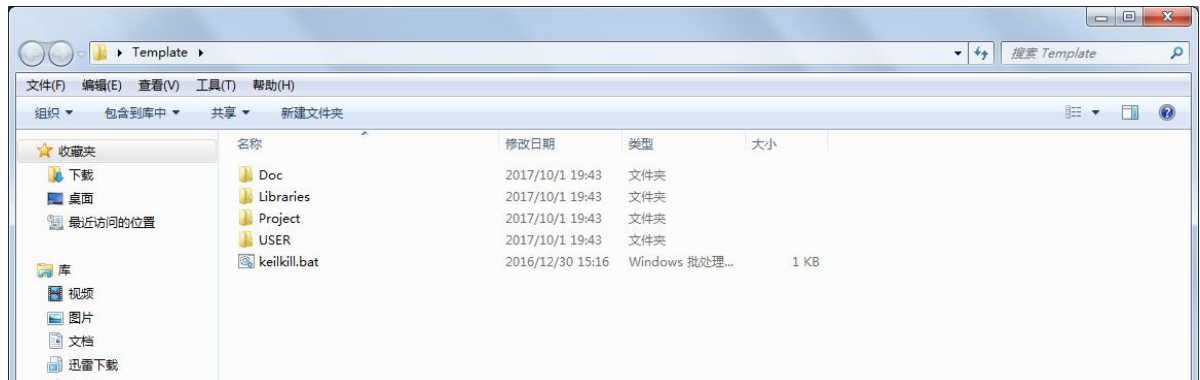 Template
搜索 Template
文件(F) 编辑(E) 查看(V) 工具(T) 帮助(H)
组织 包含到库中 共享 新建文件夹
名称 修改日期 类型 大小
收藏夹
下载
桌面
最近访问的位置
库
视频
图片
文档
迅雷下载
Doc 2017/10/1 19:43 文件夹
Libraries 2017/10/1 19:43 文件夹
Project 2017/10/1 19:43 文件夹
USER 2017/10/1 19:43 文件夹
keilkill.bat 2016/12/30 15:16 Windows 批处理... 1 KB